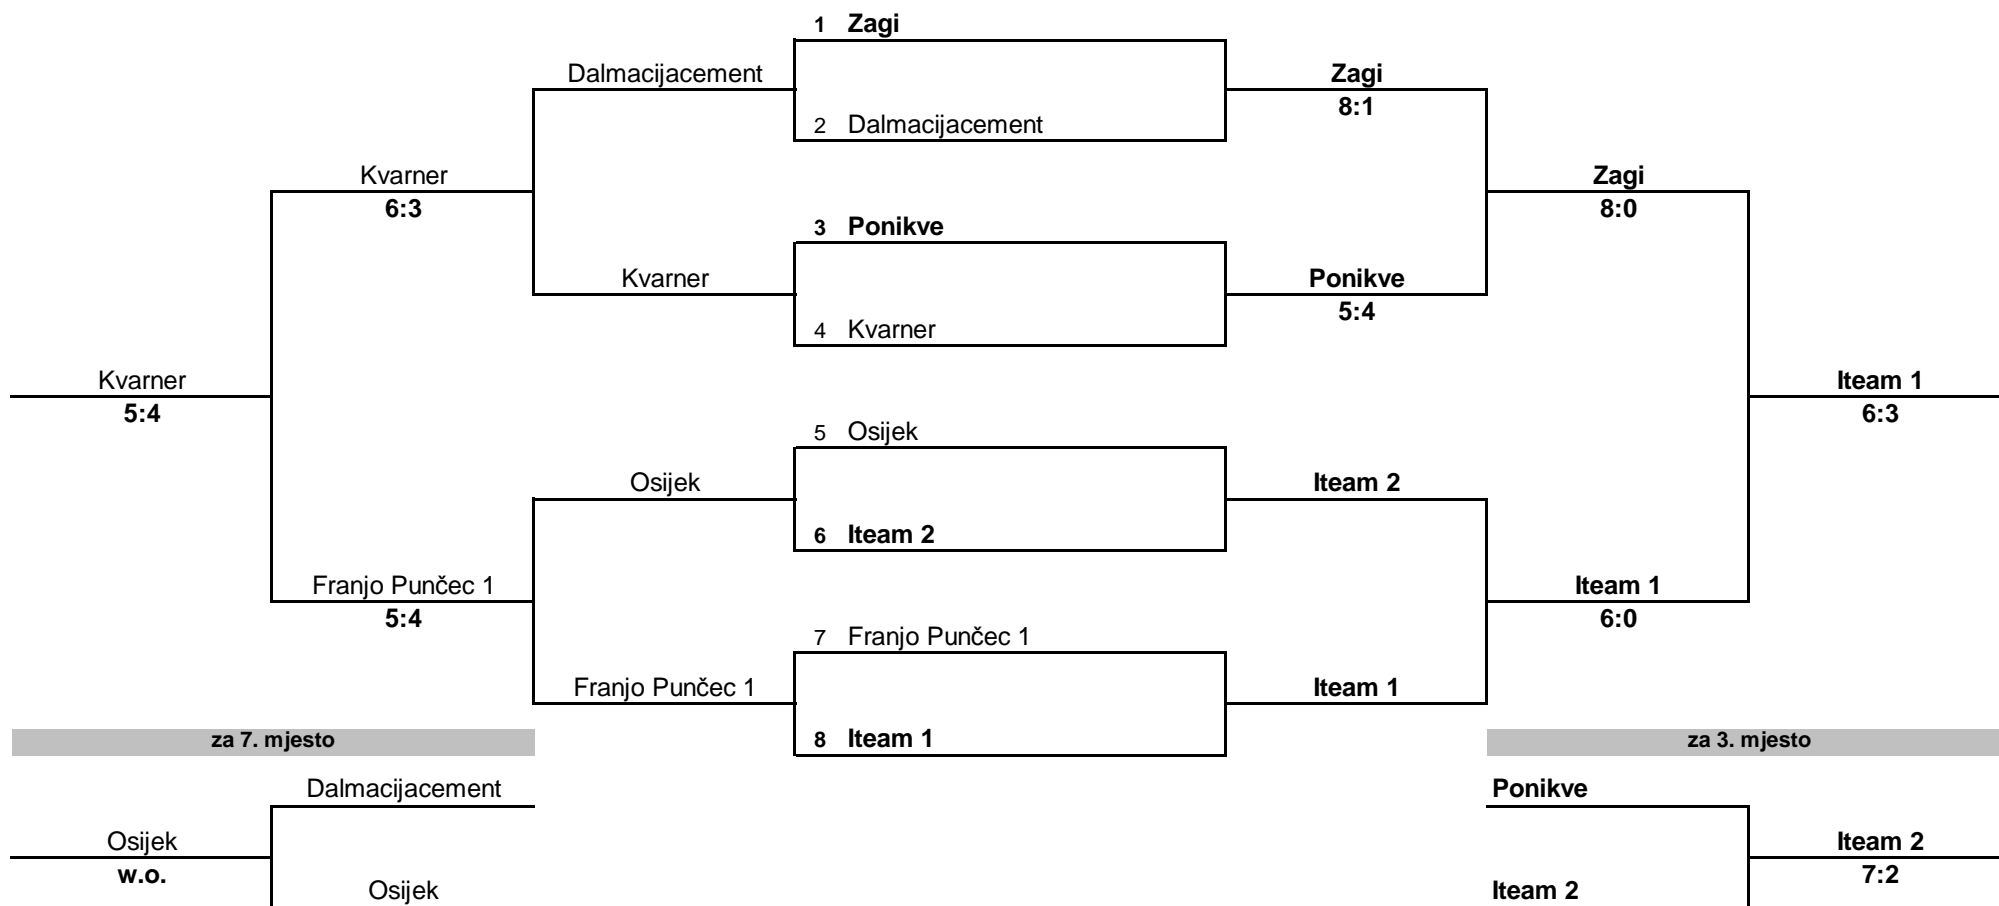 1 Zagi
Dalmacijacement
Zagi
8:1
2 Dalmacijacement
Kvarner
6:3
Zagi
8:0
3 Ponikve
Kvarner
Ponikve
5:4
4 Kvarner
Kvarner
5:4
Iteam 1
6:3
5 Osijek
Osijek
Iteam 2
6 Iteam 2
Franjo Punčec 1
5:4
Iteam 1
6:0
7 Franjo Punčec 1
Franjo Punčec 1
Iteam 1
8 Iteam 1
za 7. mjesto
za 3. mjesto
Dalmacijacement
Ponikve
Osijek
w.o.
Iteam 2
7:2
Osijek
Iteam 2